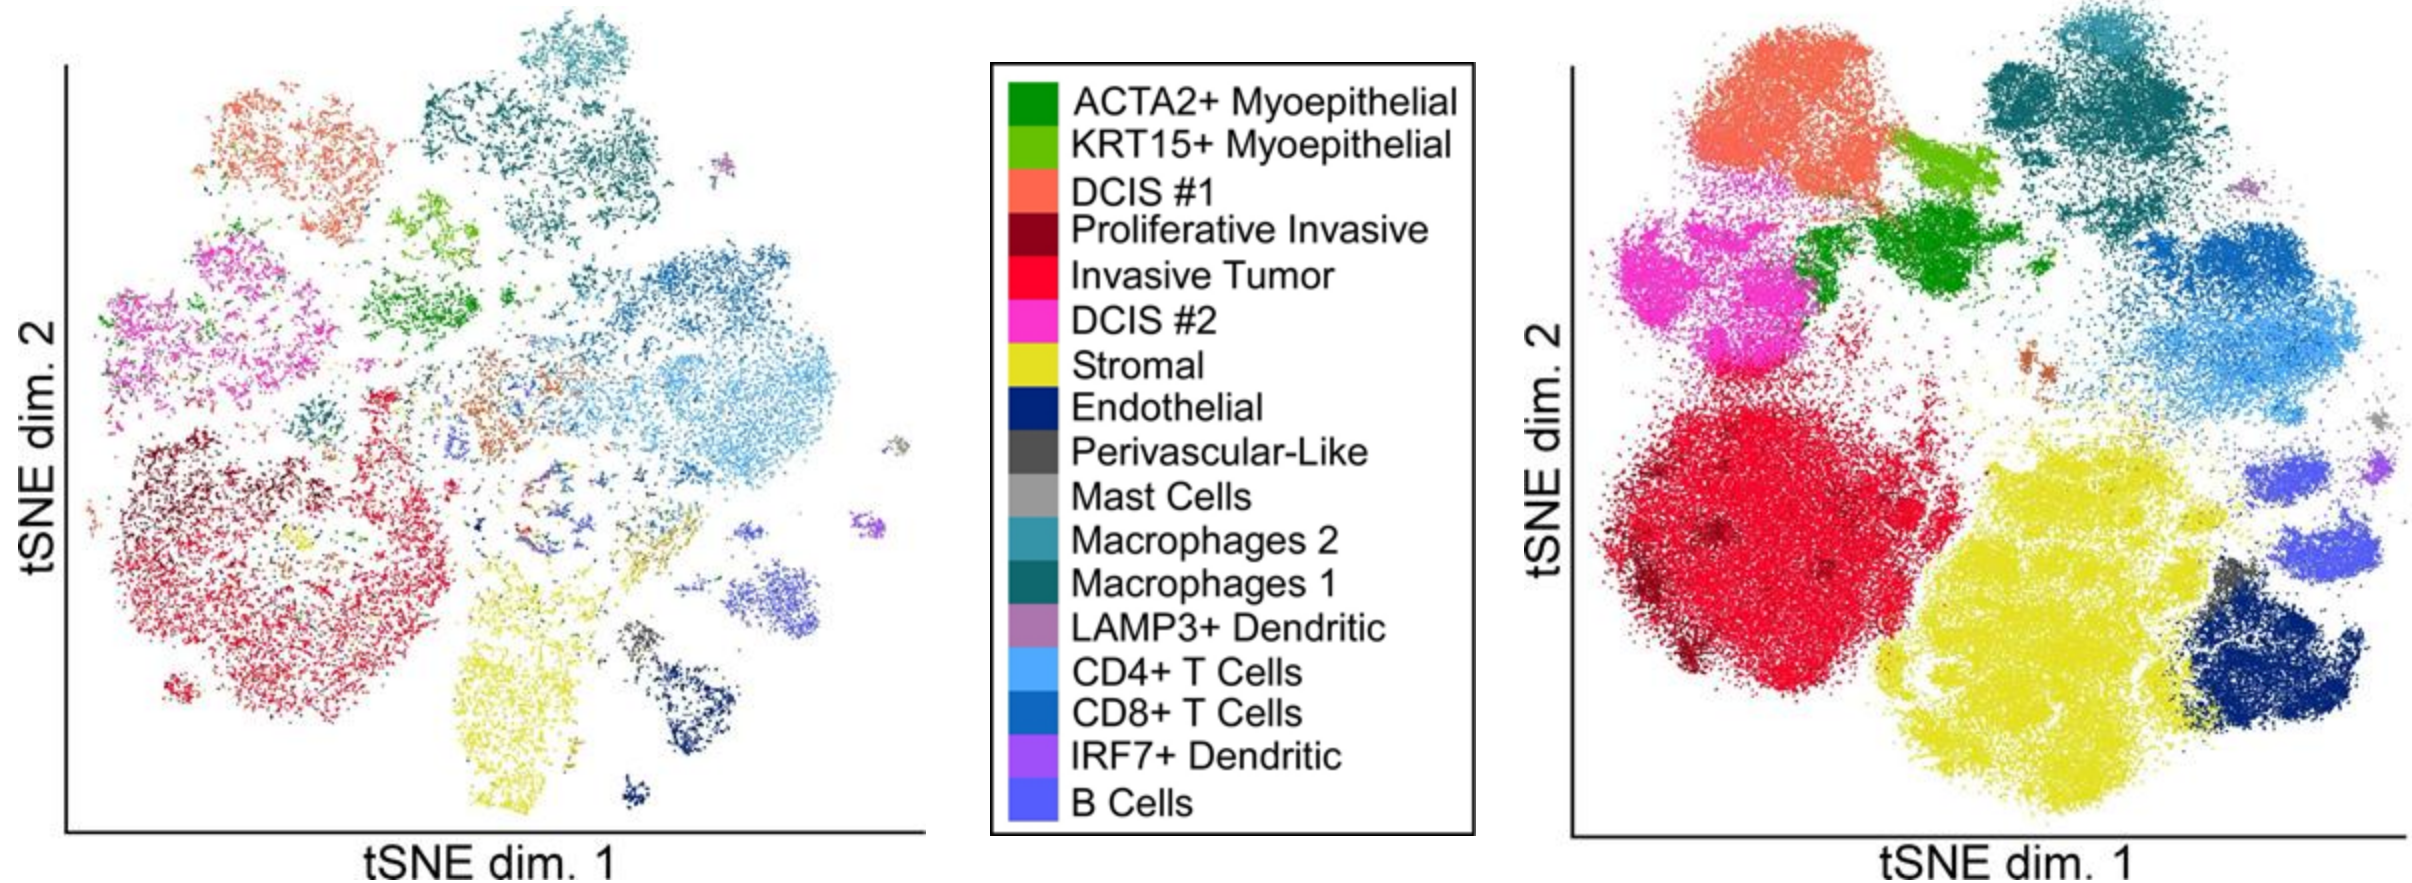 tSNE dim. 2
tSNE dim. 1
ACTA2+ Myoepithelial
KRT15+ Myoepithelial
DCIS #1
Proliferative Invasive
Invasive Tumor
DCIS #2
Stromal
Endothelial
Perivascular-Like
Mast Cells
Macrophages 2
Macrophages 1
LAMP3+ Dendritic
CD4+ T Cells
CD8+ T Cells
IRF7+ Dendritic
B Cells
tSNE dim. 2
tSNE dim. 1